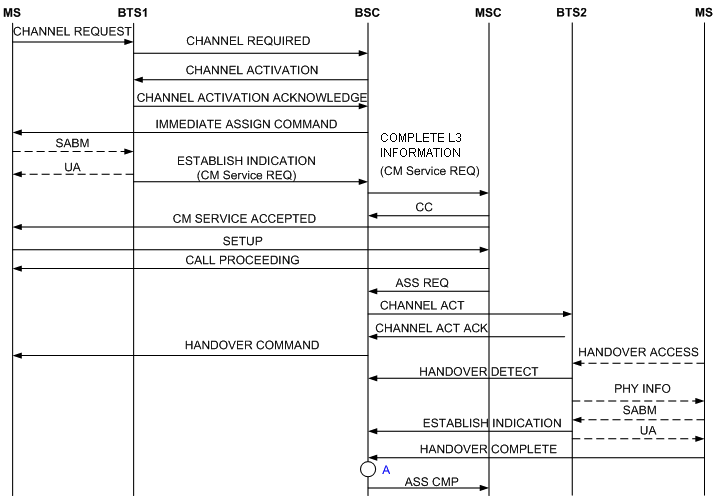 MS BTS1 BSC MSC BTS2 MS
CHANNEL REQUEST
CHANNEL REQUIRED
CHANNEL ACTIVATION
CHANNEL ACTIVATION ACKNOWLEDGE
IMMEDIATE ASSIGN COMMAND
SABM
COMPLETE L3
INFORMATION
(CM Service REQ)
UA
ESTABLISH INDICATION
(CM Service REQ)
CC
CM SERVICE ACCEPTED
SETUP
CALL PROCEEDING
ASS REQ
CHANNEL ACT
CHANNEL ACT ACK
HANDOVER COMMAND
HANDOVER ACCESS
HANDOVER DETECT
PHY INFO
SABM
ESTABLISH INDICATION
UA
HANDOVER COMPLETE
A
ASS CMP